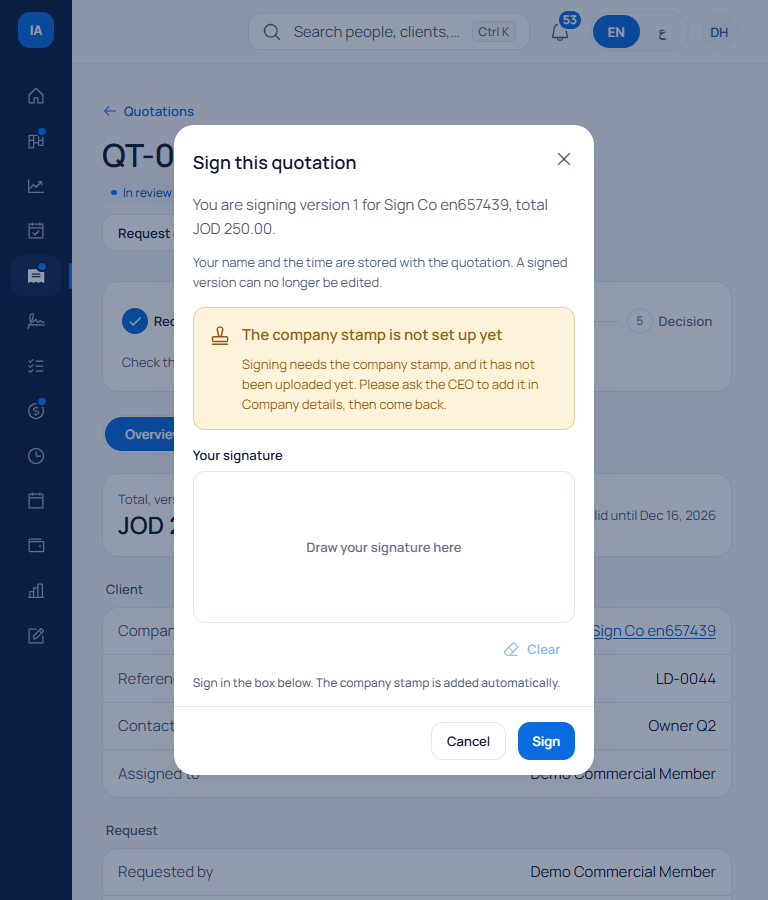 IA
Search people, clients,...
Ctrl K
53
EN
ع
DH
Quotations
QT-0
In review
Request
5
Decision
Check th
Overvie
Total, vers
JOD 2
lid until Dec 16, 2026
Client
Compan
Sign Co en657439
Referen
LD-0044
Contact
Owner Q2
Assigned to
Demo Commercial Member
Request
Requested by
Demo Commercial Member
Sign this quotation
You are signing version 1 for Sign Co en657439, total
JOD 250.00.
Your name and the time are stored with the quotation. A signed
version can no longer be edited.
The company stamp is not set up yet
Signing needs the company stamp, and it has not
been uploaded yet. Please ask the CEO to add it in
Company details, then come back.
Your signature
Draw your signature here
Clear
Sign in the box below. The company stamp is added automatically.
Cancel
Sign